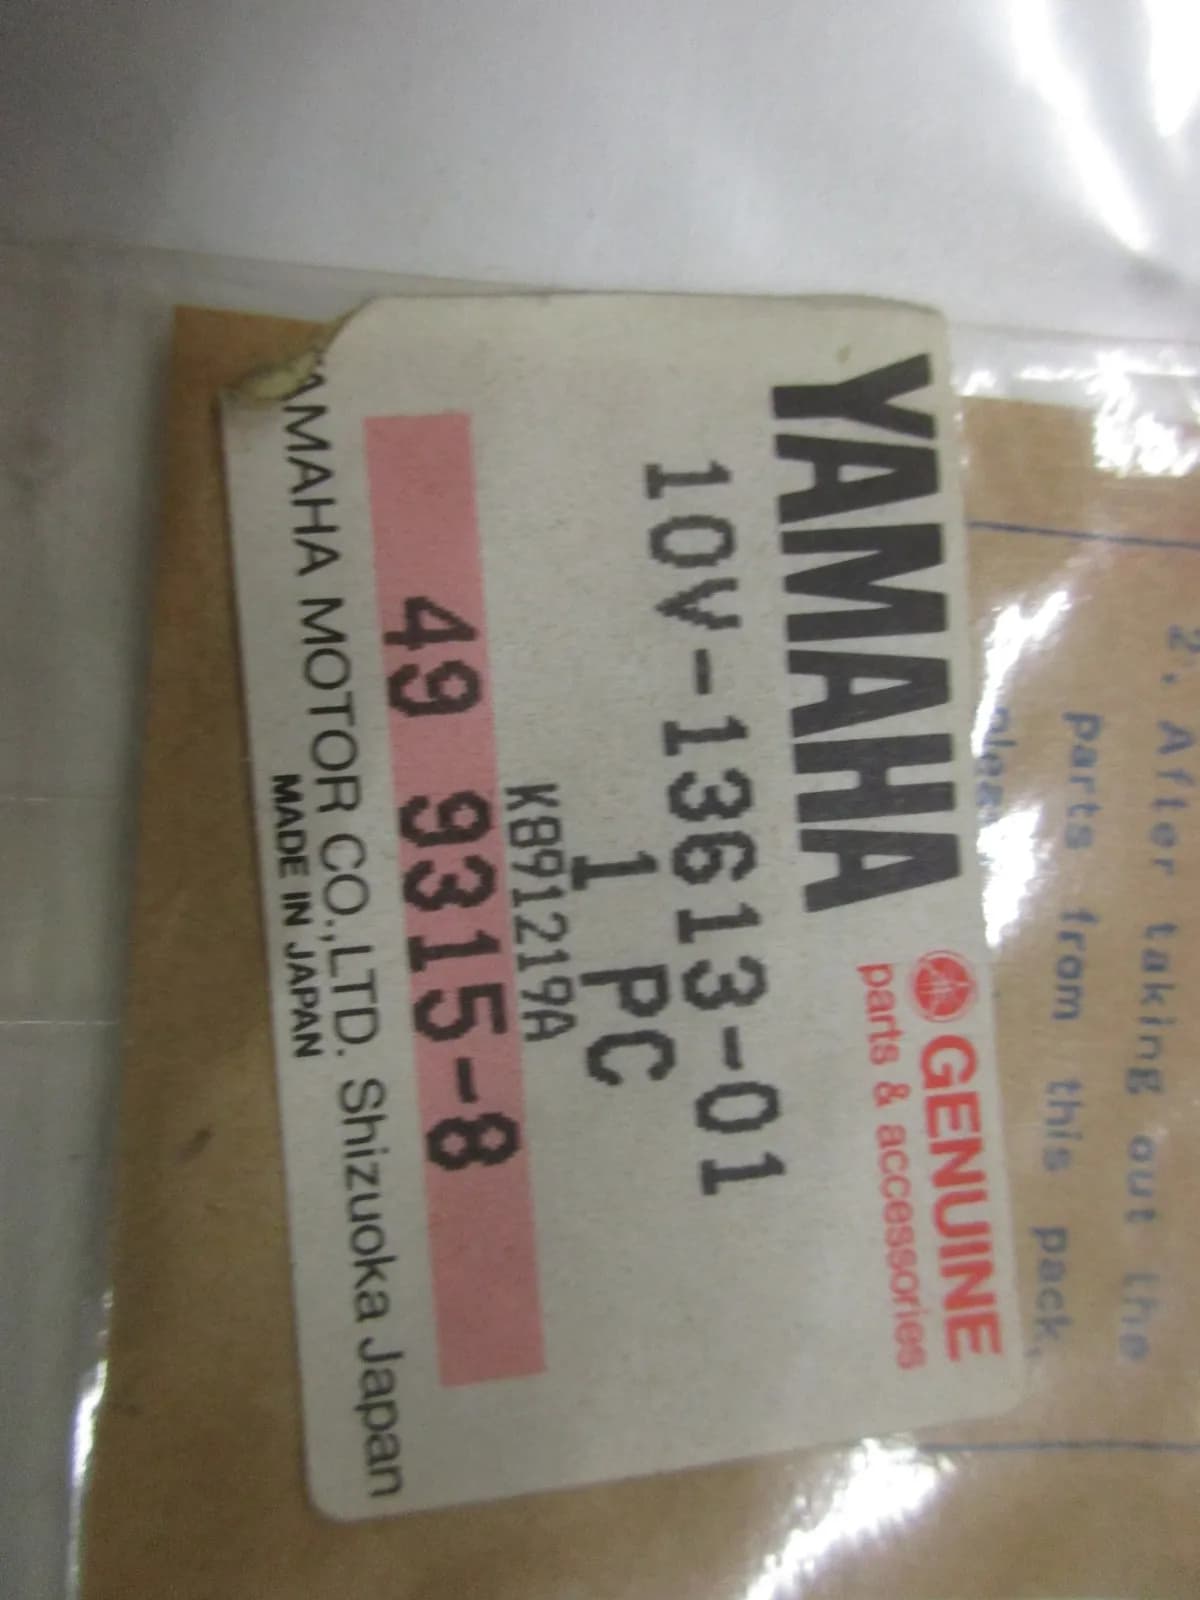 2. After taking out the
parts from this pack,
YAMAHA GENUINE
parts & accessories
10V-13613-01
1 PC
K891219A
49 9315-8
YAMAHA MOTOR CO.,LTD. Shizuoka Japan
MADE IN JAPAN